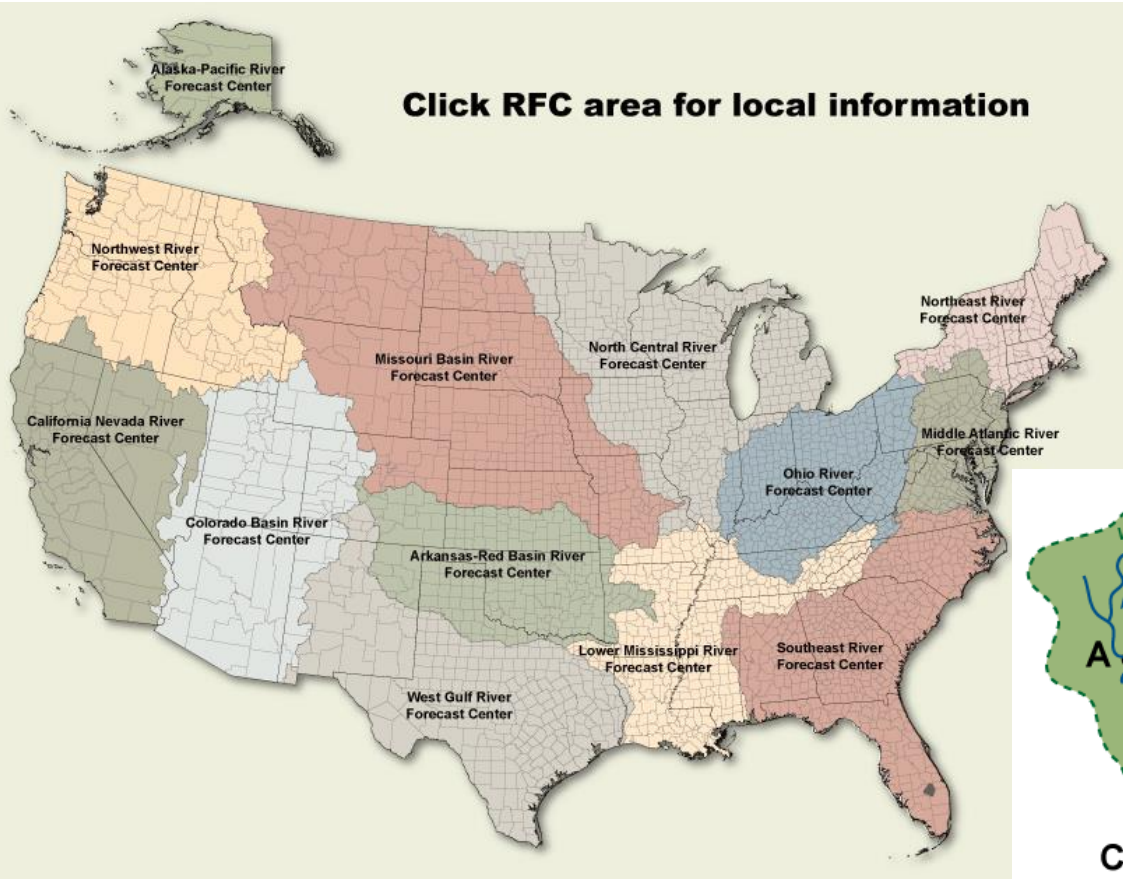 Alaska-Pacific River
Forecast Center
Click RFC area for local information
Northwest River
Forecast Center
Northeast River
Forecast Center
North Central River
Forecast Center
Missouri Basin River
Forecast Center
California Nevada River
Forecast Center
Middle Atlantic River
Forecast Center
Ohio River
Forecast Center
Colorado Basin River
Forecast Center
Arkansas-Red Basin River
Forecast Center
Lower Mississippi River
Forecast Center
Southeast River
Forecast Center
West Gulf River
Forecast Center
A
C